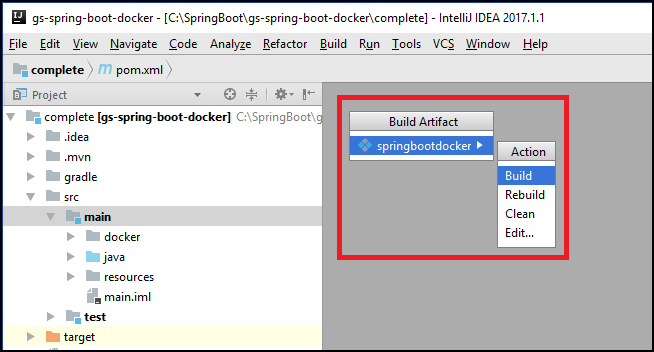 gs-spring-boot-docker - [C:\SpringBoot\gs-spring-boot-docker\complete] - IntelliJ IDEA 2017.1.1
File Edit View Navigate Code Analyze Refactor Build Run Tools VCS Window Help
complete pom.xml
Project
complete [gs-spring-boot-docker] C:\SpringBoot\g
.idea
.mvn
gradle
src
main
docker
java
resources
main.iml
test
target
Build Artifact
springbootdocker
Action
Build
Rebuild
Clean
Edit...